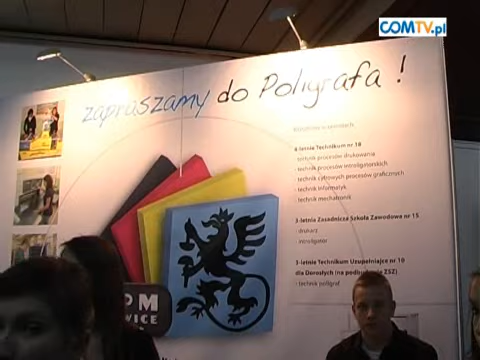 COMTV.pl
zapraszamy do Poligrafa !
4-letnie Technikum nr 18
- technik procesów drukowania
- technik procesów introligatorskich
- technik cyfrowych procesów graficznych
- technik informatyk
- technik mechatronik
3-letnia Zasadnicza Szkoła Zawodowa nr 15
- drukarz
- introligator
3-letnie Technikum Uzupełniające nr 10
dla Dorosłych (na podbudowie ZSZ)
- technik poligraf
PM
WICE